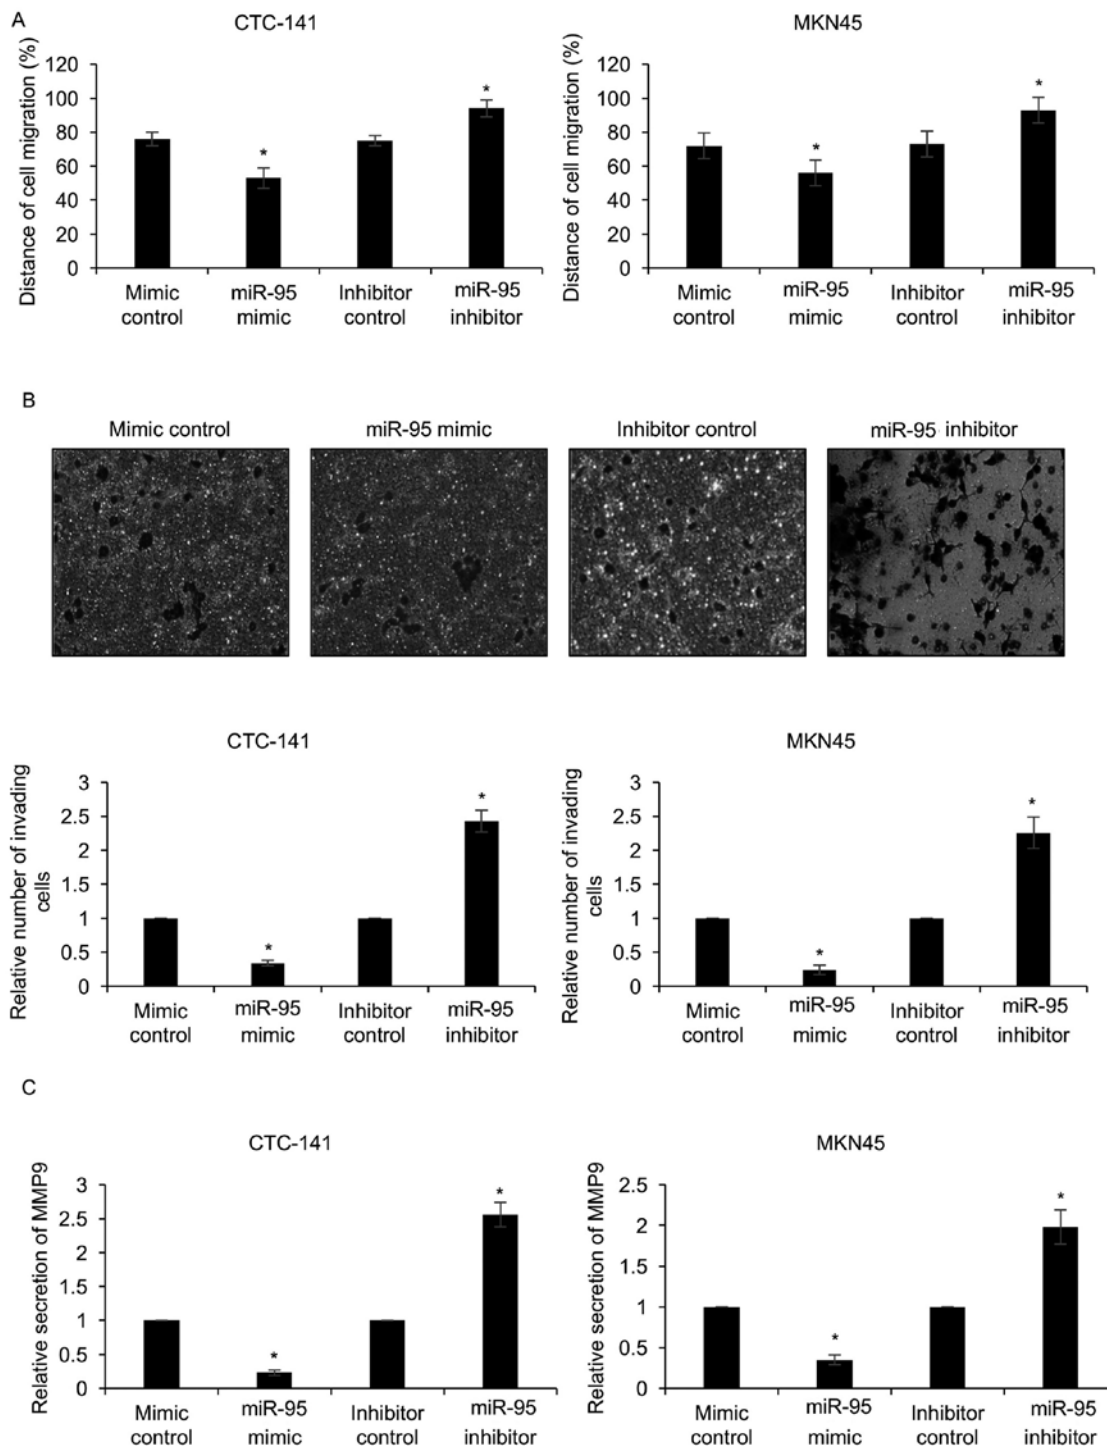 A
CTC-141
MKN45
Distance of cell migration (%)
120
100
80
60
40
20
0
*
*
Mimic control
miR-95 mimic
Inhibitor control
miR-95 inhibitor
Distance of cell migration (%)
120
100
80
60
40
20
0
*
*
Mimic control
miR-95 mimic
Inhibitor control
miR-95 inhibitor
B
Mimic control
miR-95 mimic
Inhibitor control
miR-95 inhibitor
CTC-141
MKN45
Relative number of invading
cells
3
2.5
2
1.5
1
0.5
0
*
*
Mimic control
miR-95 mimic
Inhibitor control
miR-95 inhibitor
Relative number of invading
cells
3
2.5
2
1.5
1
0.5
0
*
*
Mimic control
miR-95 mimic
Inhibitor control
miR-95 inhibitor
C
CTC-141
MKN45
Relative secretion of MMP9
3
2.5
2
1.5
1
0.5
0
*
*
Mimic control
miR-95 mimic
Inhibitor control
miR-95 inhibitor
Relative secretion of MMP9
2.5
2
1.5
1
0.5
0
*
*
Mimic control
miR-95 mimic
Inhibitor control
miR-95 inhibitor